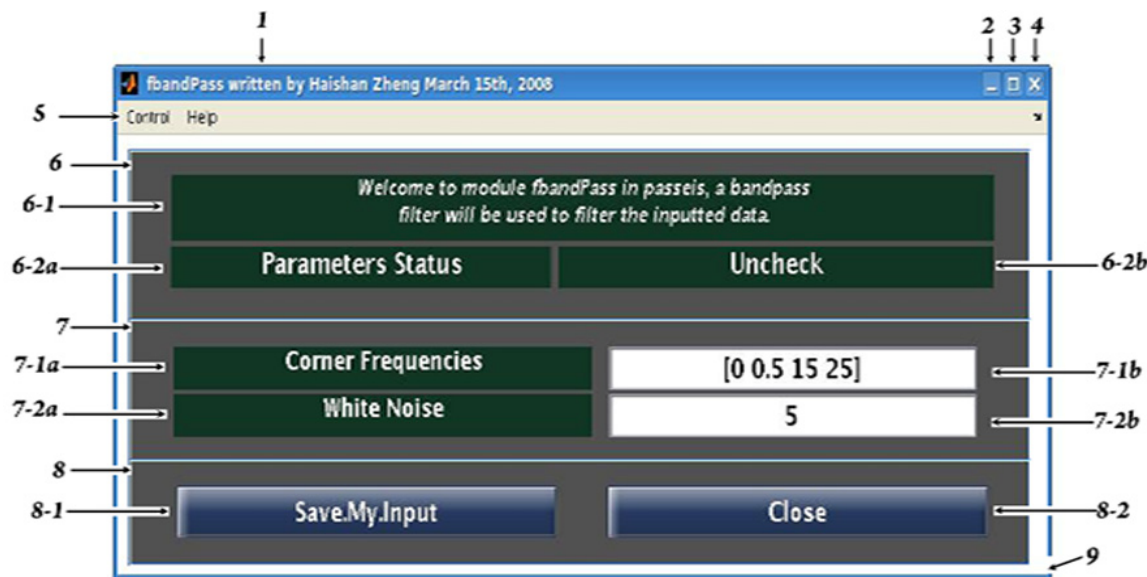 1 2 3 4
fbandPass written by Haishan Zheng March 15th, 2008
5 Control Help
6
6-1 Welcome to module fbandPass in passeis, a bandpass
filter will be used to filter the inputted data.
6-2a Parameters Status Uncheck 6-2b
7
7-1a Corner Frequencies [0 0.5 15 25] 7-1b
7-2a White Noise 5 7-2b
8
8-1 Save.My.Input Close 8-2
9